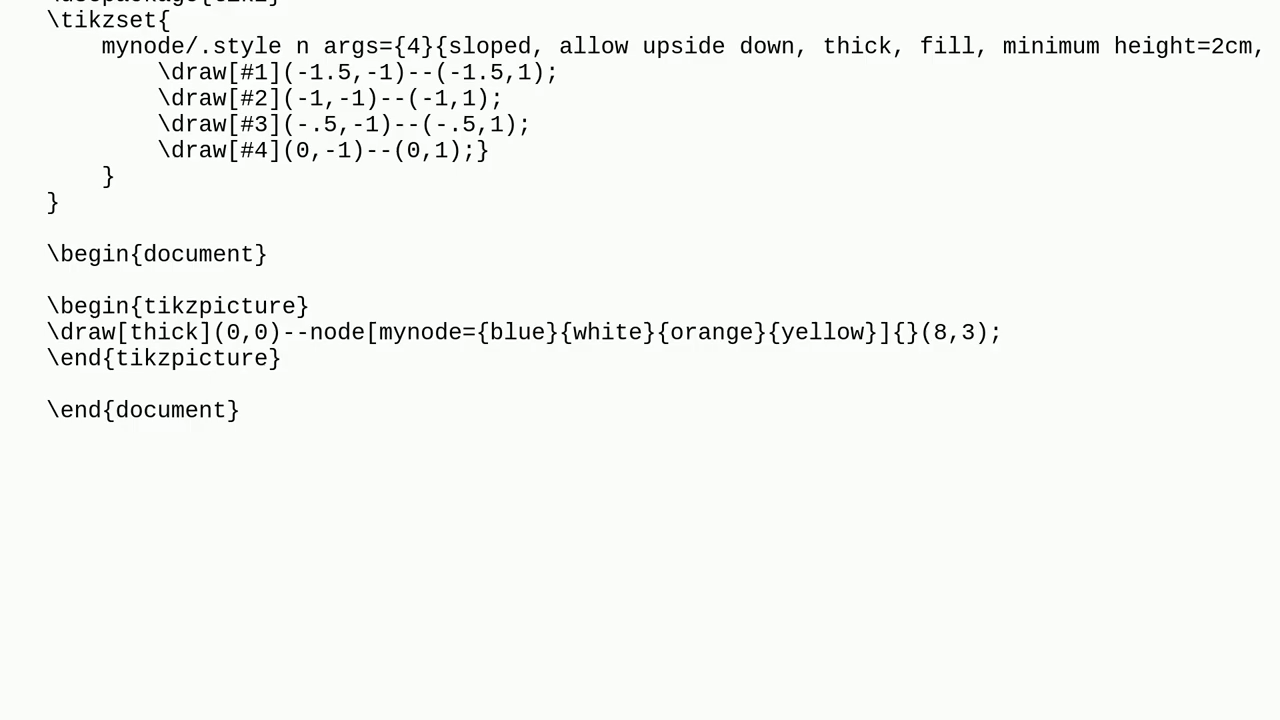 \usepackage{tikz}
\tikzset{
    mynode/.style n args={4}{sloped, allow upside down, thick, fill, minimum height=2cm,
        \draw[#1](-1.5,-1)--(-1.5,1);
        \draw[#2](-1,-1)--(-1,1);
        \draw[#3](-.5,-1)--(-.5,1);
        \draw[#4](0,-1)--(0,1);}
    }
}
\begin{document}
\begin{tikzpicture}
\draw[thick](0,0)--node[mynode={blue}{white}{orange}{yellow}]{}(8,3);
\end{tikzpicture}
\end{document}